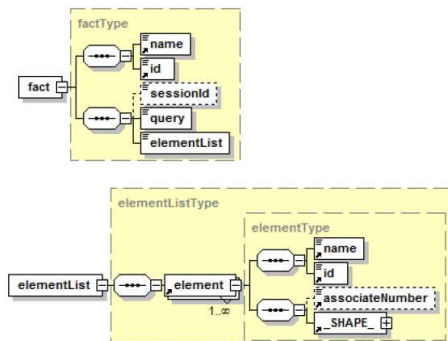 factType
name
id
fact
sessionId
query
elementList
elementListType
elementType
name
id
elementList
element
1..∞
associateNumber
_SHAPE_